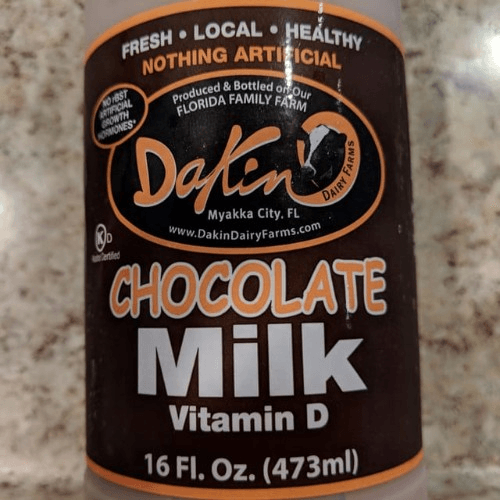 FRESH • LOCAL • HEALTHY
NOTHING ARTIFICIAL
NO rBST
ARTIFICIAL
GROWTH
HORMONES*
Produced & Bottled on Our
FLORIDA FAMILY FARM
Dakin
DAIRY FARMS
Myakka City, FL
www.DakinDairyFarms.com
K D
Certified
CHOCOLATE
Milk
Vitamin D
16 Fl. Oz. (473ml)